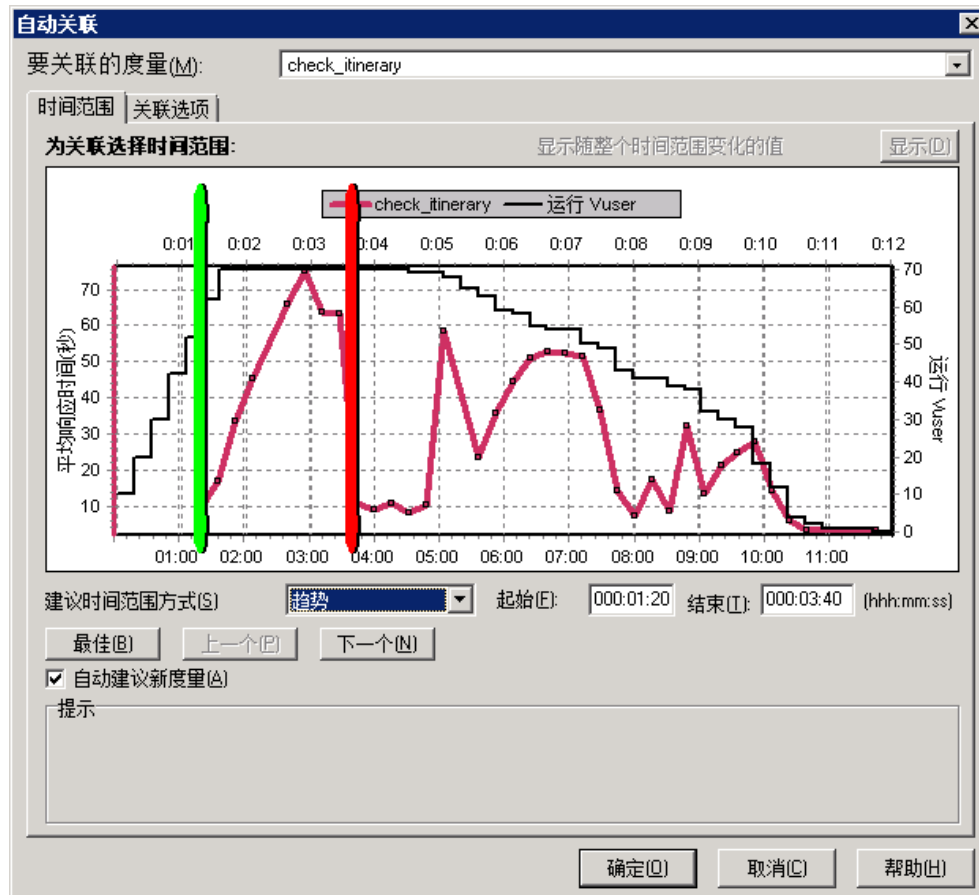 自动关联
要关联的度量(M): check_itinerary
时间范围 关联选项
为关联选择时间范围: 显示随整个时间范围变化的值 显示(D)
check_itinerary 运行 Vuser
0:01 0:02 0:03 0:04 0:05 0:06 0:07 0:08 0:09 0:10 0:11 0:12
70 60 50 40 30 20 10
平均响应时间(秒)
70 60 50 40 30 20 10 0
运行 Vuser
01:00 02:00 03:00 04:00 05:00 06:00 07:00 08:00 09:00 10:00 11:00
建议时间范围方式(S) 趋势 起始(F): 000:01:20 结束(T): 000:03:40 (hhh:mm:ss)
最佳(B) 上一个(P) 下一个(N)
自动建议新度量(A)
提示
确定(O) 取消(C) 帮助(H)